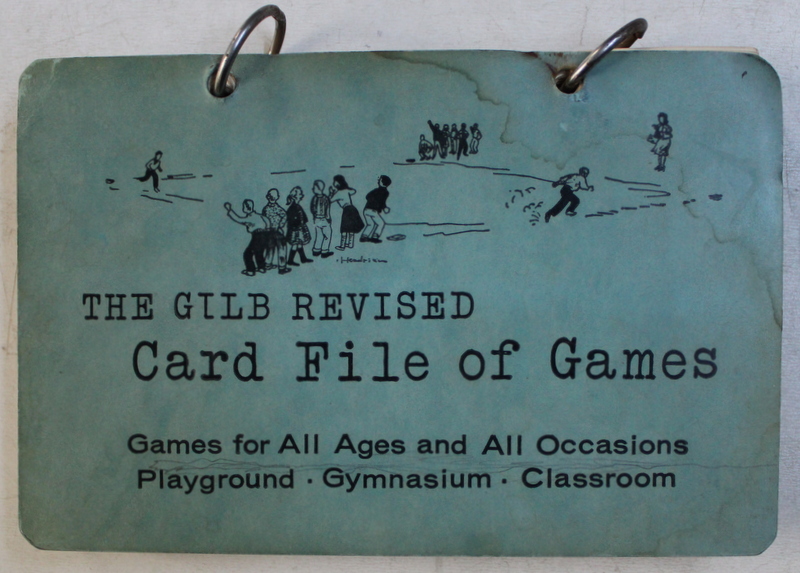 THE GILB REVISED
Card File of Games
Games for All Ages and All Occasions
Playground · Gymnasium · Classroom